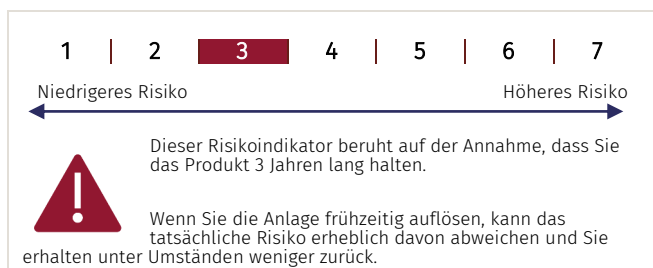 1 2 3 4 5 6 7
Niedrigeres Risiko Höheres Risiko
Dieser Risikoindikator beruht auf der Annahme, dass Sie
das Produkt 3 Jahren lang halten.
Wenn Sie die Anlage frühzeitig auflösen, kann das
tatsächliche Risiko erheblich davon abweichen und Sie
erhalten unter Umständen weniger zurück.